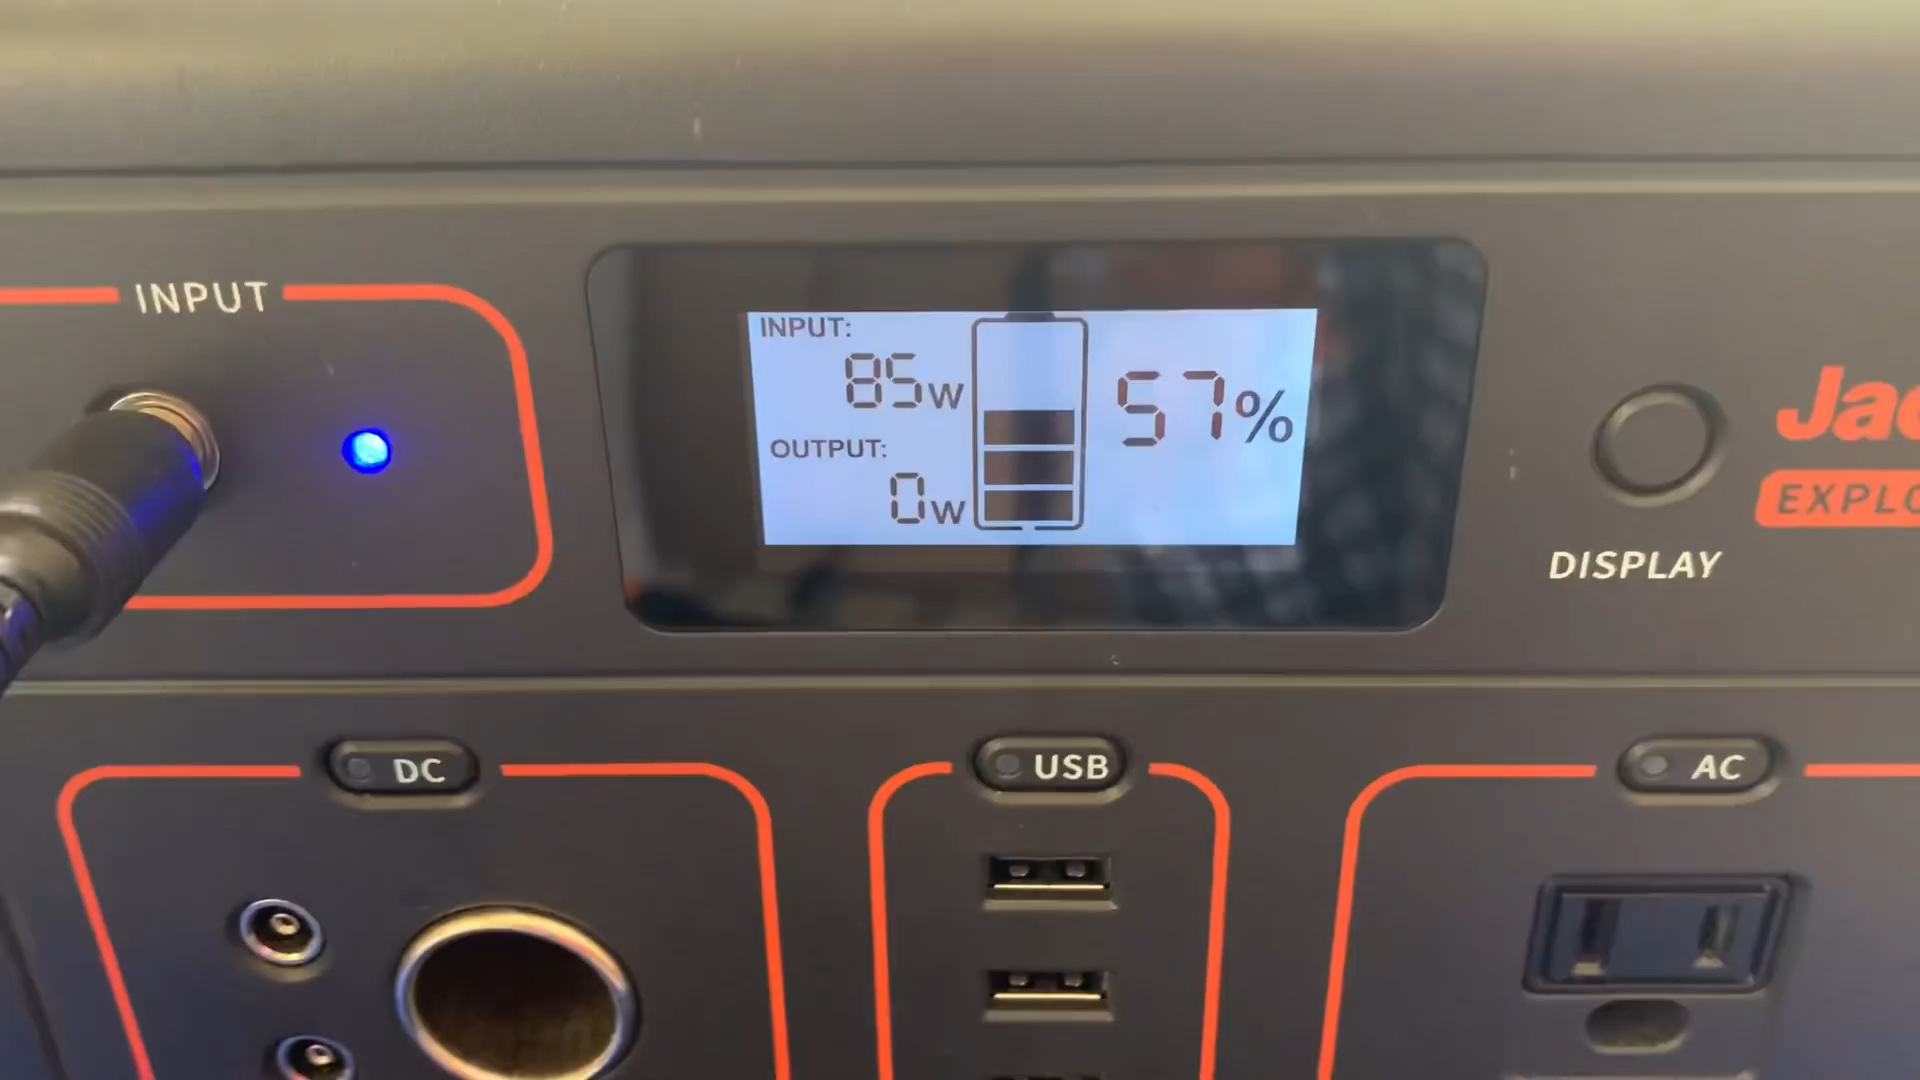 INPUT
INPUT:
85W
OUTPUT:
0W
57%
DISPLAY
DC
USB
AC